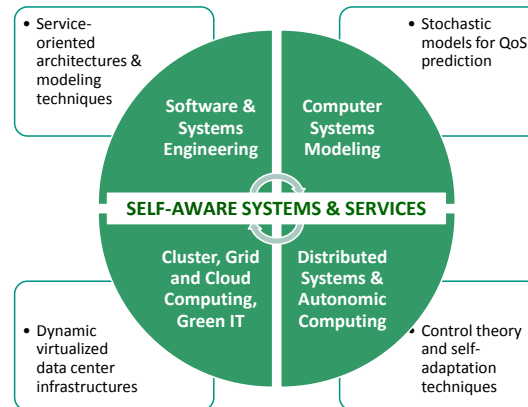 • Service-
oriented
architectures &
modeling
techniques
• Stochastic
models for QoS
prediction
Software &
Systems
Engineering
Computer
Systems
Modeling
SELF-AWARE SYSTEMS & SERVICES
Cluster, Grid
and Cloud
Computing,
Green IT
Distributed
Systems &
Autonomic
Computing
• Dynamic
virtualized
data center
infrastructures
• Control theory
and self-
adaptation
techniques